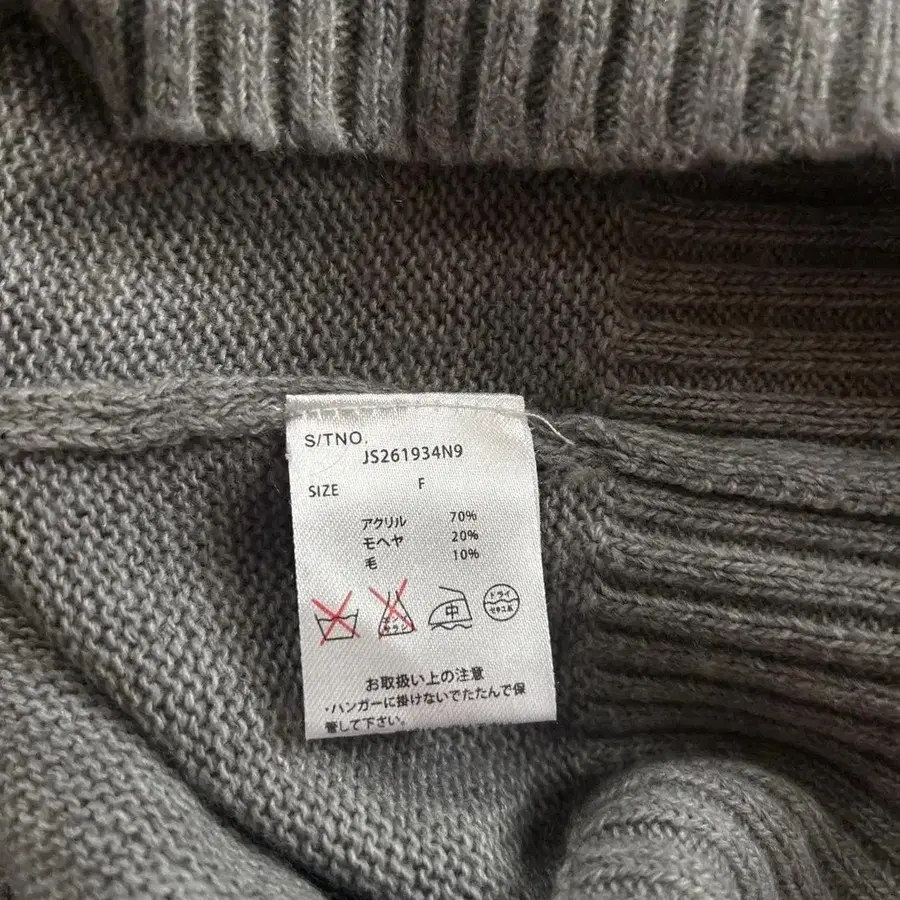 S/TNO.
JS261934N9
SIZE F
アクリル 70%
モヘヤ 20%
毛 10%
中
ドライ
セキユ系
お取扱い上の注意
・ハンガーに掛けないでたたんで保
管して下さい。